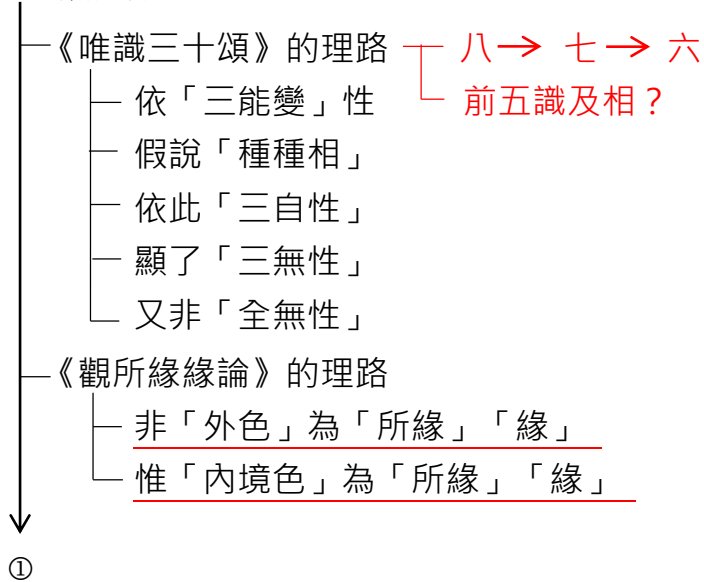 《唯識三十頌》的理路 八→ 七→ 六
依「三能變」性 前五識及相？
假說「種種相」
依此「三自性」
顯了「三無性」
又非「全無性」
《觀所緣緣論》的理路
非「外色」為「所緣」「緣」
惟「內境色」為「所緣」「緣」
①